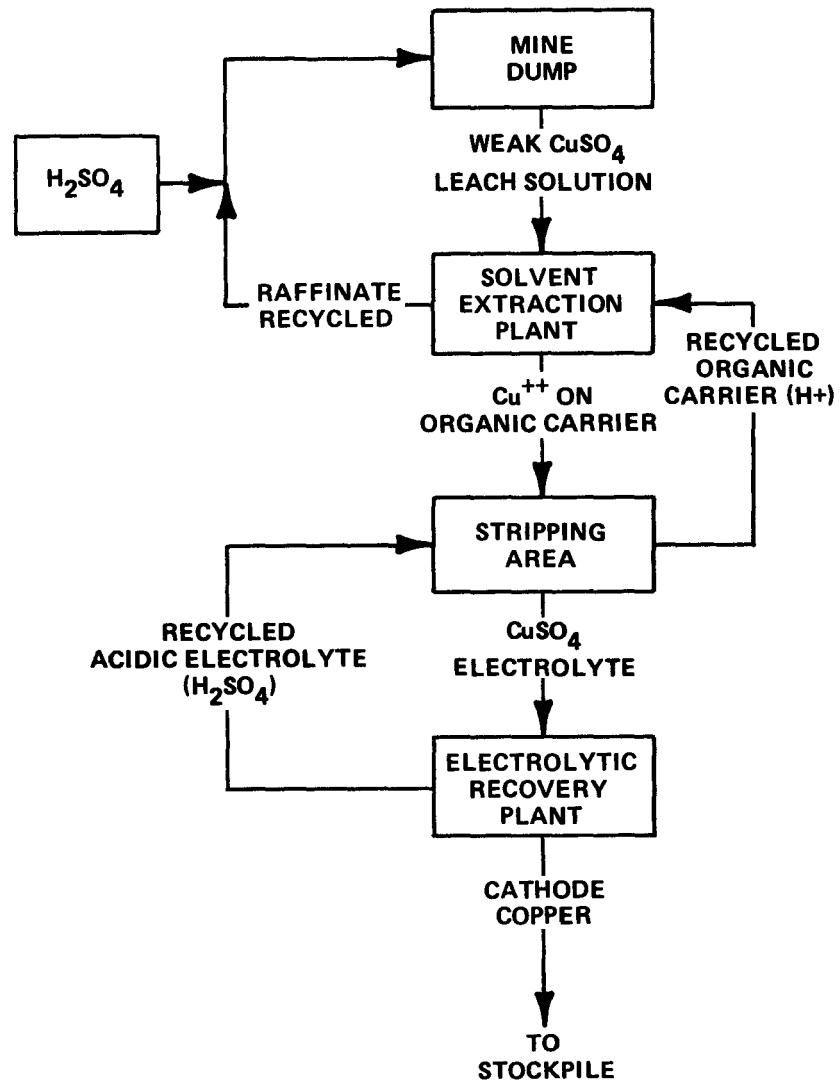 MINE
DUMP
H₂SO₄
WEAK CuSO₄
LEACH SOLUTION
SOLVENT
EXTRACTION
PLANT
RAFFINATE
RECYCLED
RECYCLED
ORGANIC
CARRIER (H+)
Cu⁺⁺ ON
ORGANIC CARRIER
STRIPPING
AREA
RECYCLED
ACIDIC ELECTROLYTE
(H₂SO₄)
CuSO₄
ELECTROLYTE
ELECTROLYTIC
RECOVERY
PLANT
CATHODE
COPPER
TO
STOCKPILE